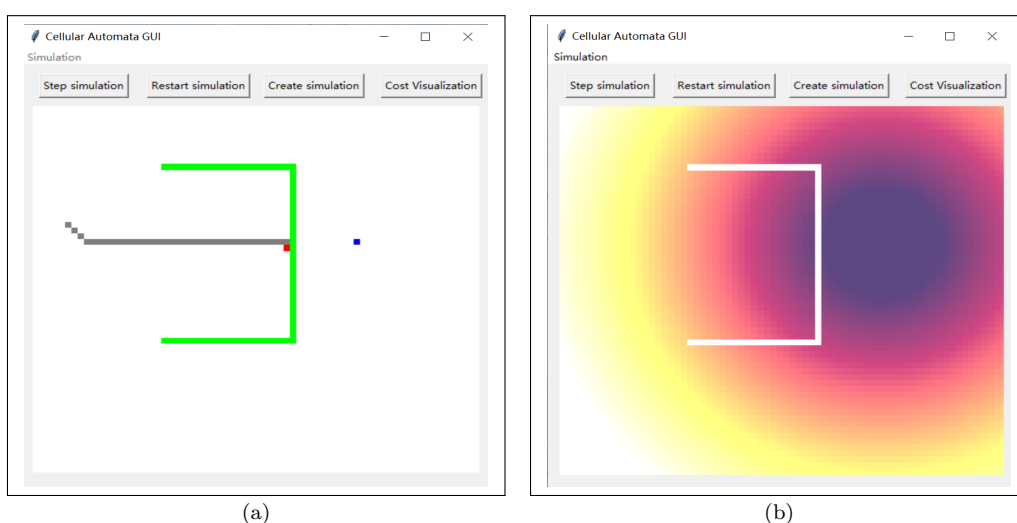 Cellular Automata GUI
Simulation
Step simulation Restart simulation Create simulation Cost Visualization
(a)
Cellular Automata GUI
Simulation
Step simulation Restart simulation Create simulation Cost Visualization
(b)